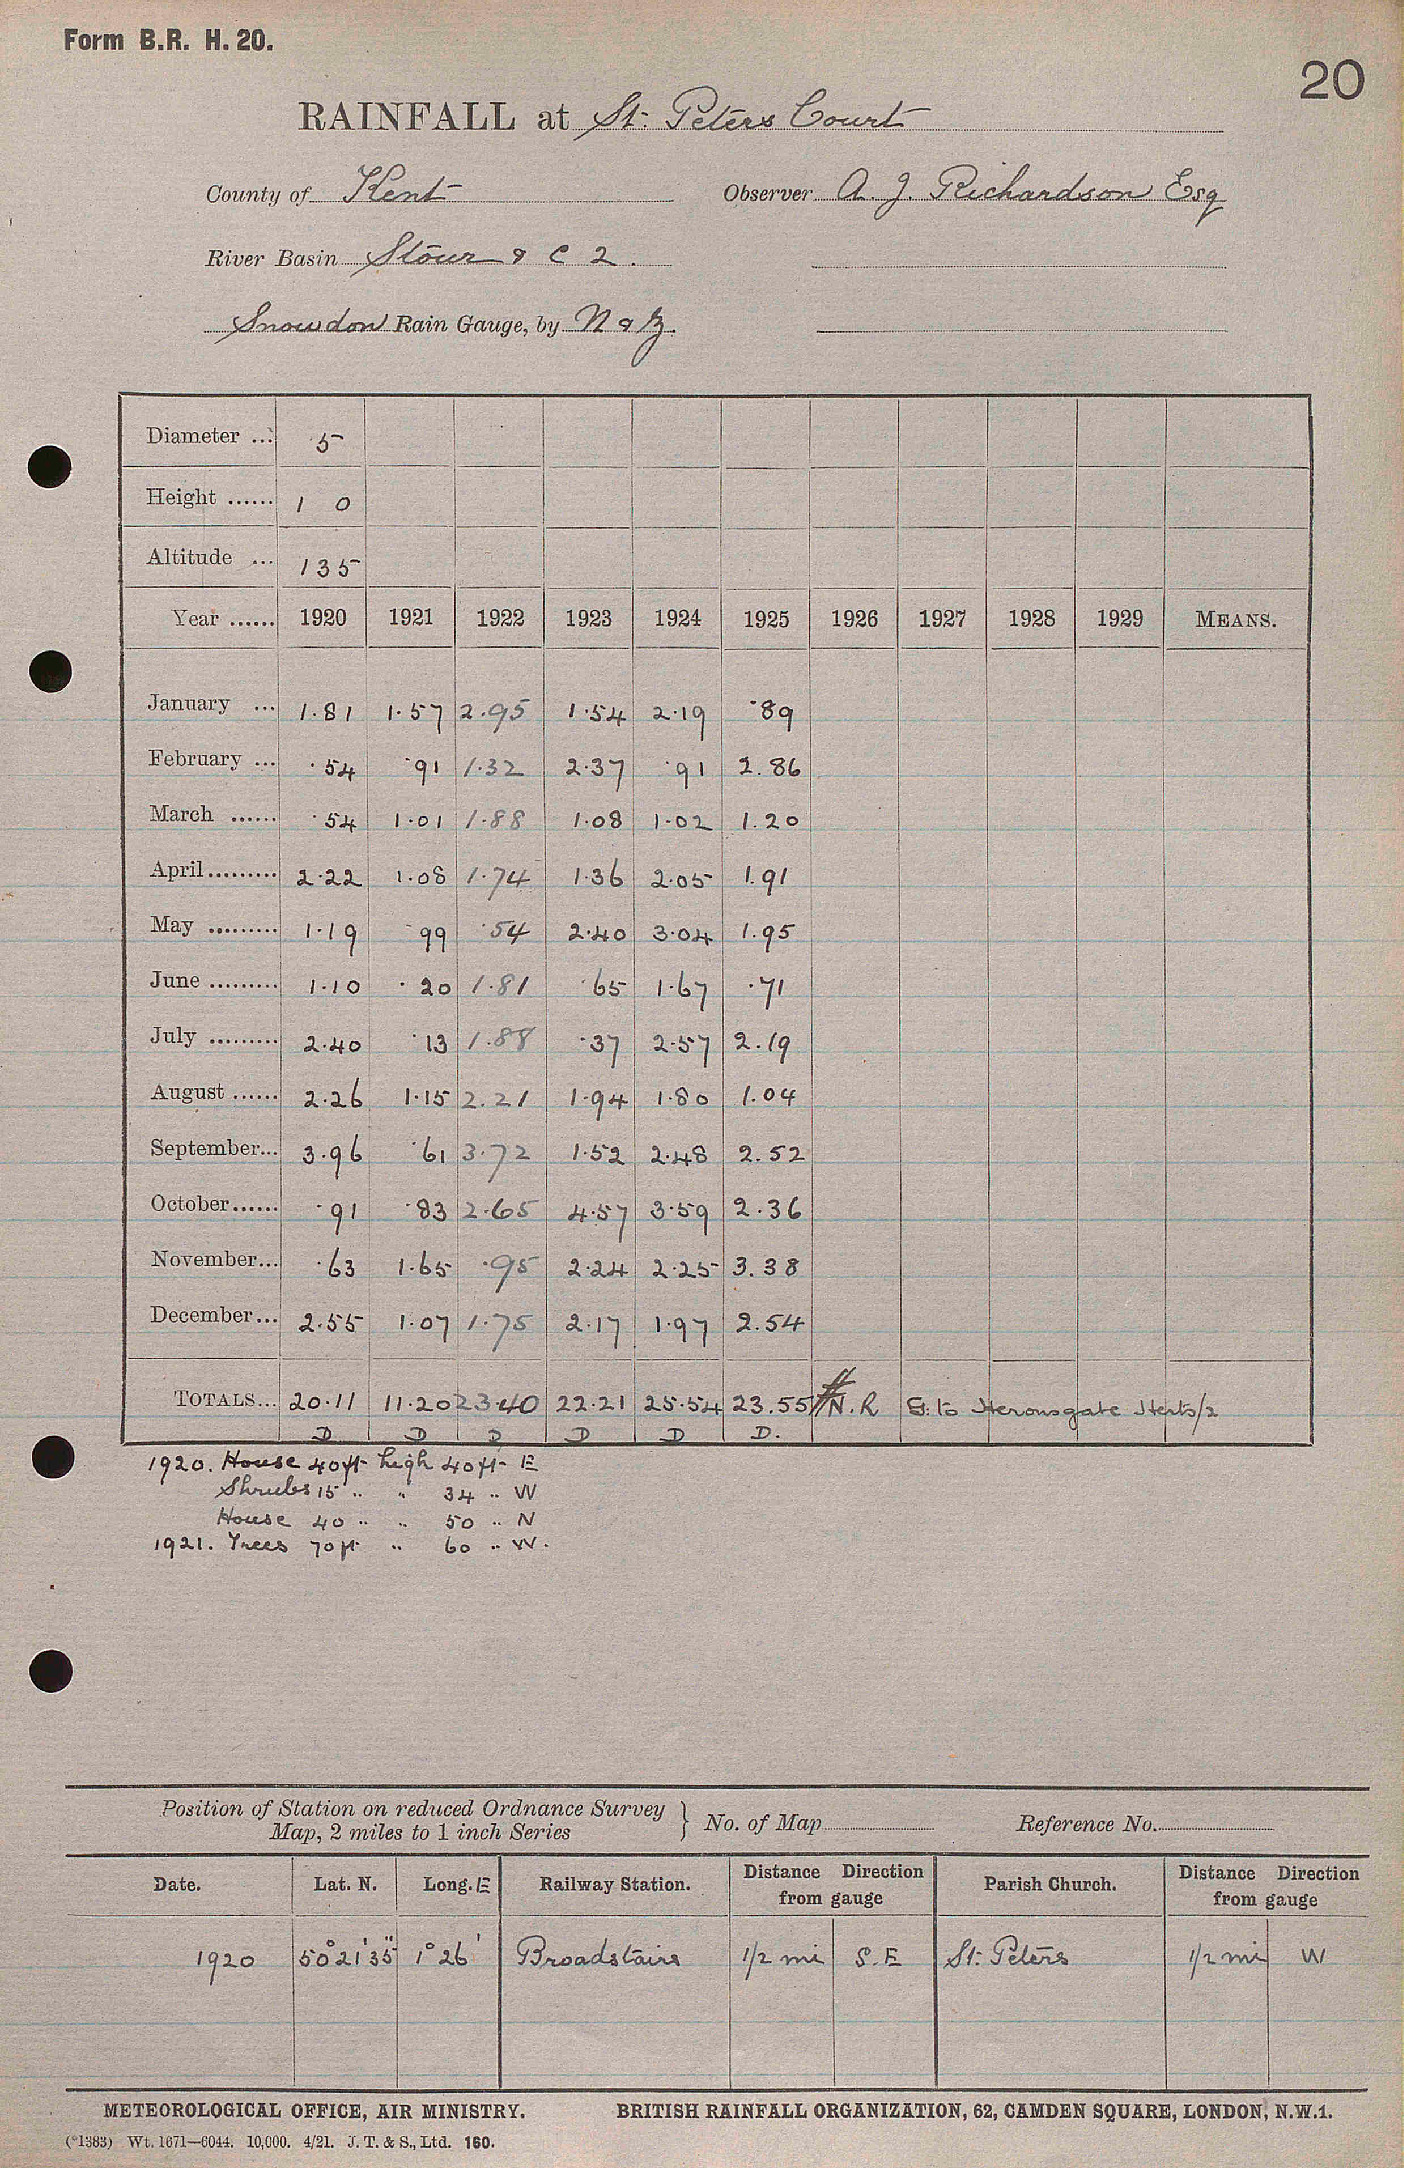 Form B.R. H. 20.
20
RAINFALL at St. Peters Court
County of Kent Observer A. J. Richardson Esq
River Basin Stour & C 2.
Snowdon Rain Gauge, by N & Z.
Diameter ... 5
Height ...... 1 0
Altitude ... 135
Year ...... 1920 1921 1922 1923 1924 1925 1926 1927 1928 1929 MEANS.
January ... 1.81 1.57 2.95 1.54 2.19 .89
February ... .54 .91 1.32 2.37 .91 2.86
March ...... .54 1.01 1.88 1.08 1.02 1.20
April......... 2.22 1.08 1.74 1.36 2.05 1.91
May ......... 1.19 .99 .54 2.40 3.04 1.95
June ......... 1.10 .20 1.81 .65 1.67 .71
July ......... 2.40 .13 1.88 .37 2.57 2.19
August ...... 2.26 1.15 2.21 1.94 1.80 1.04
September... 3.96 .61 3.72 1.52 2.48 2.52
October...... .91 .83 2.65 4.57 3.59 2.36
November... .63 1.65 .95 2.24 2.25 3.38
December... 2.55 1.07 1.75 2.17 1.97 2.54
TOTALS... 20.11 11.20 23.40 22.21 25.54 23.55 N.R to Heronsgate Herts/2
D D D D D D.
1920. House 40ft high 40ft E
Shrubs 15 " " 34 " W
House 40 " " 50 " N
1921. Trees 70ft " 60 " W.
Position of Station on reduced Ordnance Survey
Map, 2 miles to 1 inch Series } No. of Map Reference No.
Date. Lat. N. Long. E Railway Station. Distance Direction from gauge Parish Church. Distance Direction from gauge
1920 50° 21' 35" 1° 26' Broadstairs 1/2 mi S.E St. Peters 1/2 mi W
METEOROLOGICAL OFFICE, AIR MINISTRY. BRITISH RAINFALL ORGANIZATION, 62, CAMDEN SQUARE, LONDON, N.W.1.
(*1383) Wt. 1671—6044. 10,000. 4/21. J. T. & S., Ltd. 160.